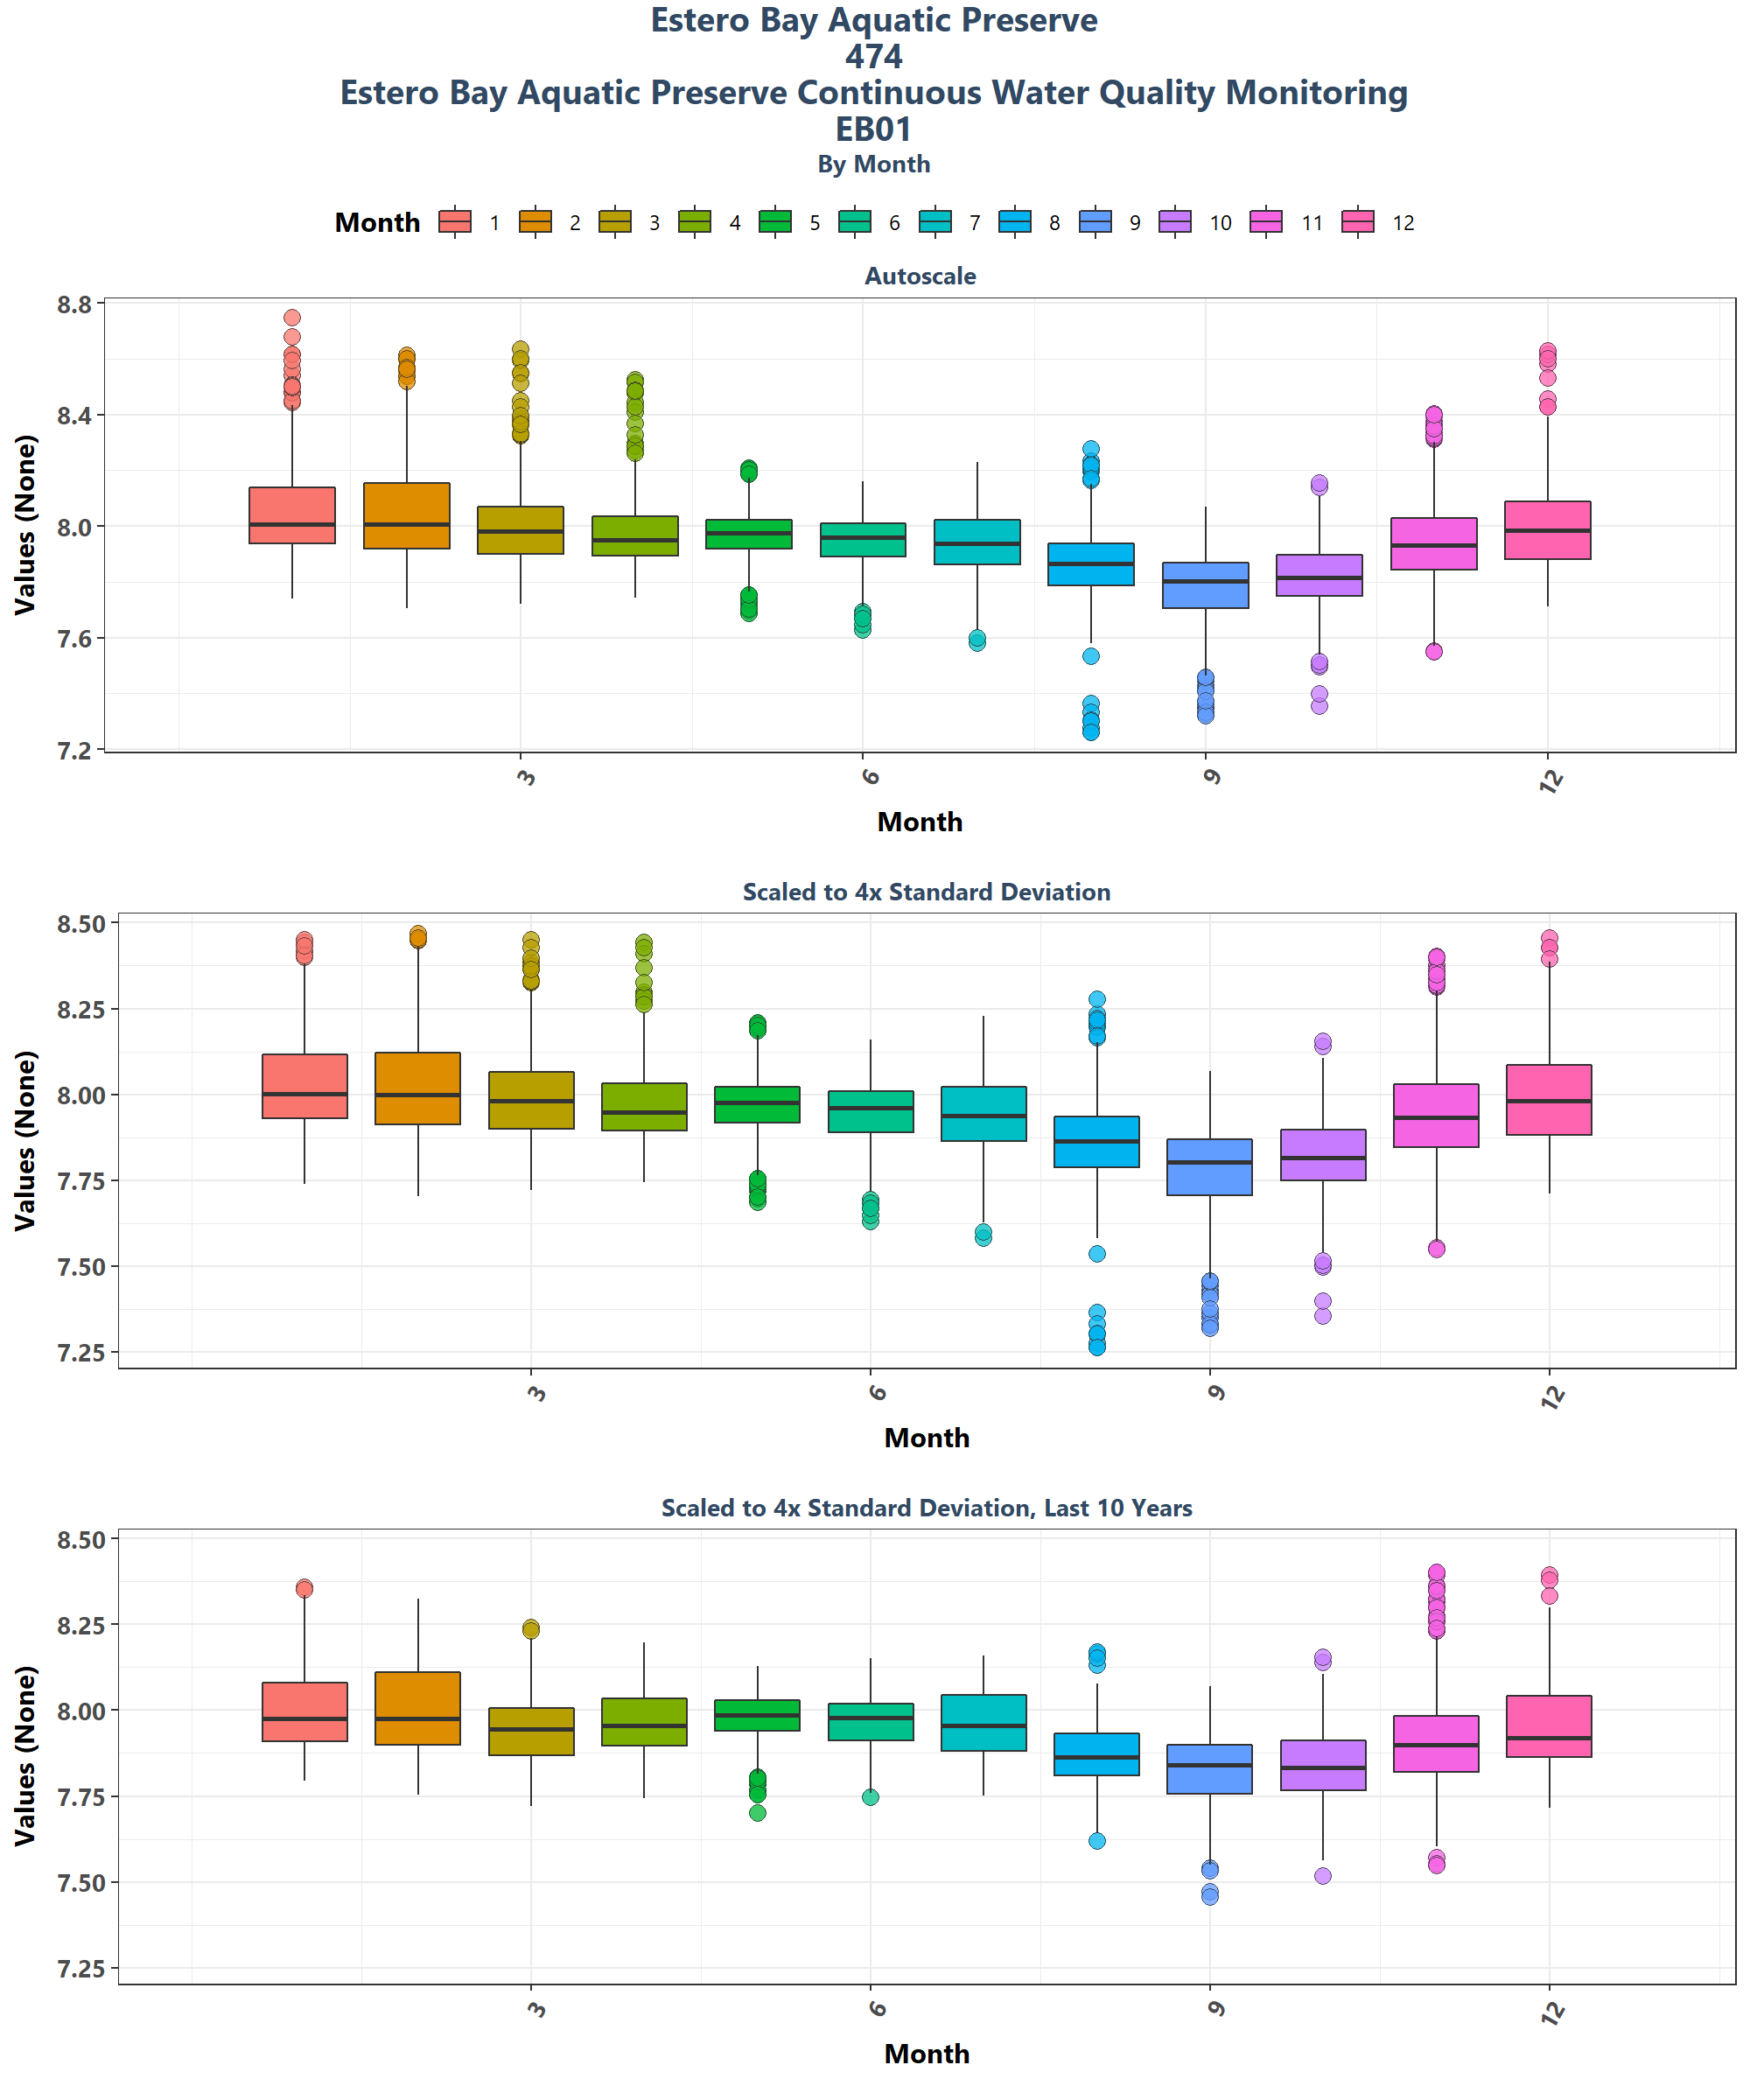 Estero Bay Aquatic Preserve
474
Estero Bay Aquatic Preserve Continuous Water Quality Monitoring
EB01
By Month
Month 1 2 3 4 5 6 7 8 9 10 11 12
Autoscale
Values (None)
8.8
8.4
8.0
7.6
7.2
3 6 9 12
Month
Scaled to 4x Standard Deviation
Values (None)
8.50
8.25
8.00
7.75
7.50
7.25
3 6 9 12
Month
Scaled to 4x Standard Deviation, Last 10 Years
Values (None)
8.50
8.25
8.00
7.75
7.50
7.25
3 6 9 12
Month